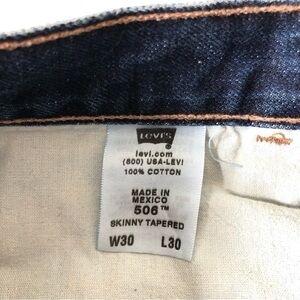 LEVI'S
levi.com
(800) USA-LEVI
100% COTTON
MADE IN
MEXICO
506™
SKINNY TAPERED
W30 L30